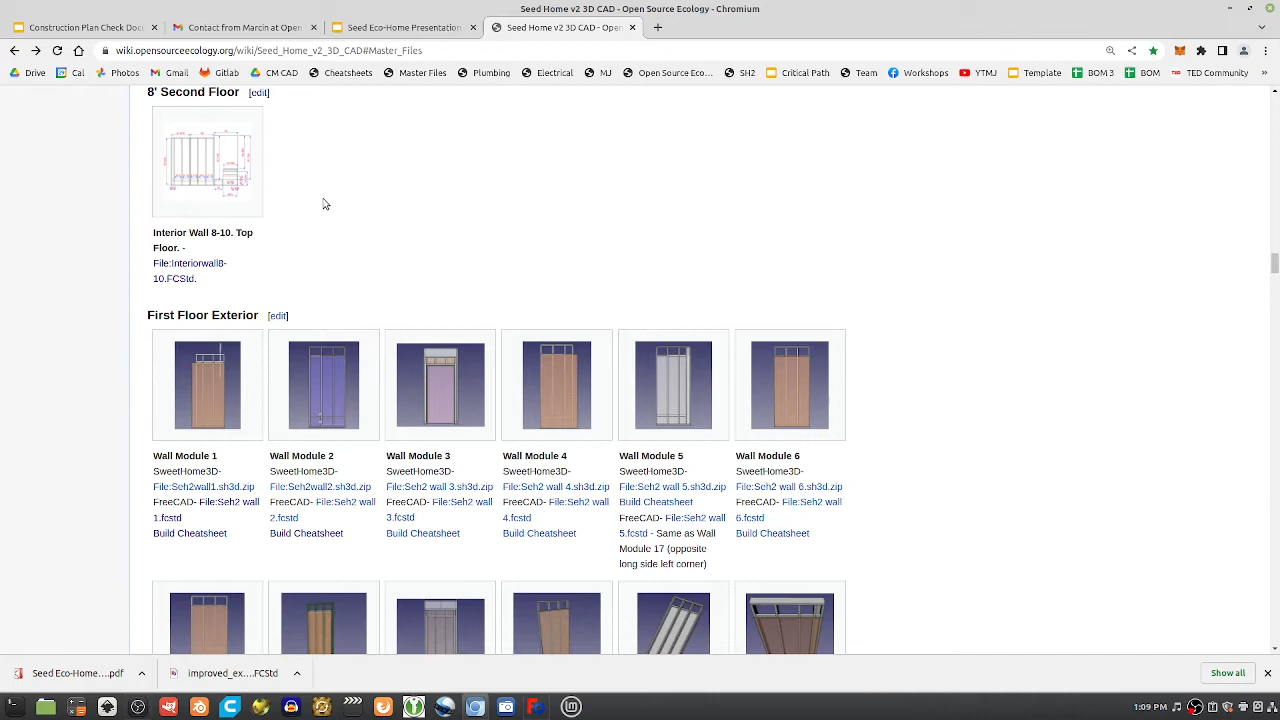 Seed Home v2 3D CAD - Open Source Ecology - Chromium
Construction Plan Check Docu
Contact from Marcin at Open
Seed Eco-Home Presentation
Seed Home v2 3D CAD - Open
wiki.opensourceecology.org/wiki/Seed_Home_v2_3D_CAD#Master_Files
Drive Cal Photos Gmail Gitlab CM CAD Cheatsheets Master Files Plumbing Electrical MJ Open Source Eco... SH2 Critical Path Team Workshops YTMJ Template BOM 3 BOM TED Community »
8' Second Floor [edit]
Interior Wall 8-10. Top
Floor. -
File:Interiorwall8-
10.FCStd.
First Floor Exterior [edit]
Wall Module 1
SweetHome3D-
File:Seh2wall1.sh3d.zip
FreeCAD- File:Seh2 wall
1.fcstd
Build Cheatsheet
Wall Module 2
SweetHome3D-
File:Seh2wall2.sh3d.zip
FreeCAD- File:Seh2 wall
2.fcstd
Build Cheatsheet
Wall Module 3
SweetHome3D-
File:Seh2 wall 3.sh3d.zip
FreeCAD- File:Seh2 wall
3.fcstd
Build Cheatsheet
Wall Module 4
SweetHome3D-
File:Seh2 wall 4.sh3d.zip
FreeCAD- File:Seh2 wall
4.fcstd
Build Cheatsheet
Wall Module 5
SweetHome3D-
File:Seh2 wall 5.sh3d.zip
Build Cheatsheet
FreeCAD- File:Seh2 wall
5.fcstd - Same as Wall
Module 17 (opposite
long side left corner)
Wall Module 6
SweetHome3D-
File:Seh2 wall 6.sh3d.zip
FreeCAD- File:Seh2 wall
6.fcstd
Build Cheatsheet
Seed Eco-Home....pdf
improved_ex....FCStd
Show all
1:09 PM